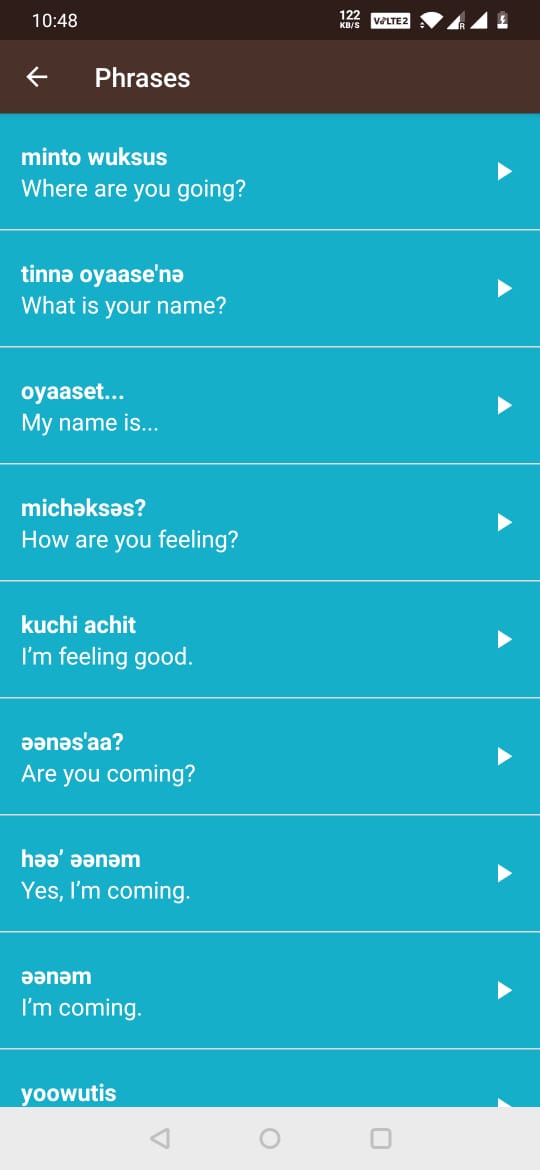 10:48
122
KB/S
VoLTE2
R
Phrases
minto wuksus
Where are you going?
tinnə oyaase'nə
What is your name?
oyaaset...
My name is...
michəksəs?
How are you feeling?
kuchi achit
I’m feeling good.
əənəs'aa?
Are you coming?
həə’ əənəm
Yes, I’m coming.
əənəm
I’m coming.
yoowutis